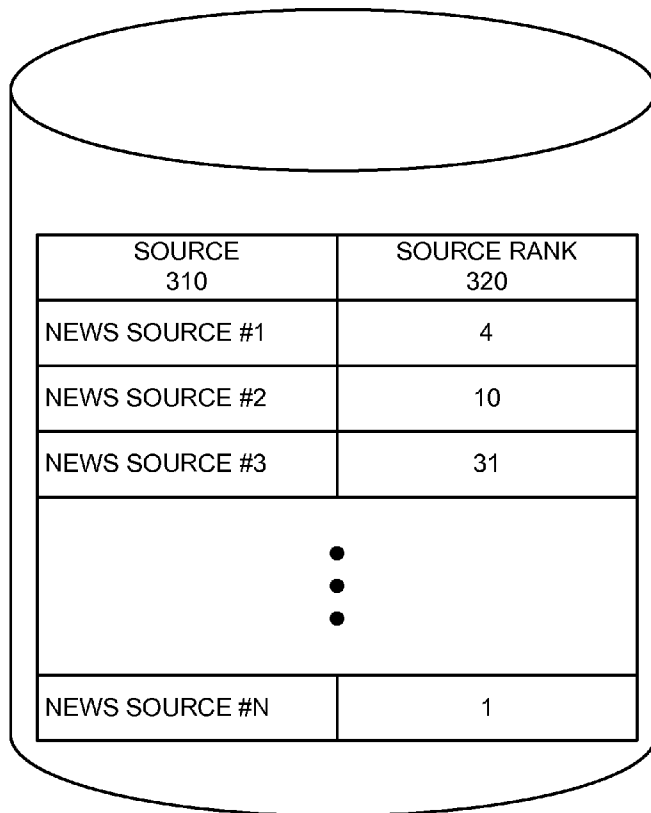 SOURCE
310
SOURCE RANK
320
NEWS SOURCE #1
4
NEWS SOURCE #2
10
NEWS SOURCE #3
31
NEWS SOURCE #N
1